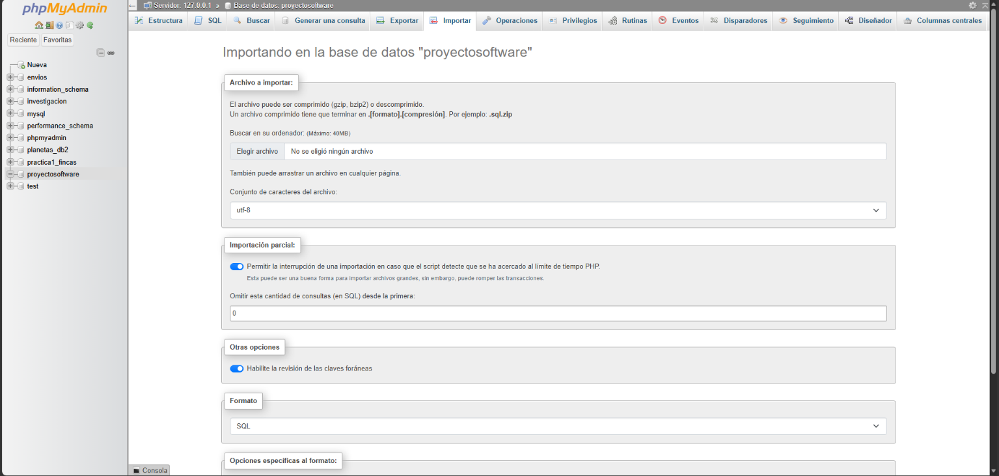 phpMyAdmin
Reciente Favoritas
Nueva
envios
information_schema
investigacion
mysql
performance_schema
phpmyadmin
planetas_db2
practica1_fincas
proyectosoftware
test
Servidor: 127.0.0.1 » Base de datos: proyectosoftware
Estructura SQL Buscar Generar una consulta Exportar Importar Operaciones Privilegios Rutinas Eventos Disparadores Seguimiento Diseñador Columnas centrales
Importando en la base de datos "proyectosoftware"
Archivo a importar:
El archivo puede ser comprimido (gzip, bzip2) o descomprimido.
Un archivo comprimido tiene que terminar en .[formato].[compresión]. Por ejemplo: .sql.zip
Buscar en su ordenador: (Máximo: 40MB)
Elegir archivo No se eligió ningún archivo
También puede arrastrar un archivo en cualquier página.
Conjunto de caracteres del archivo:
utf-8
Importación parcial:
Permitir la interrupción de una importación en caso que el script detecte que se ha acercado al límite de tiempo PHP.
Esta puede ser una buena forma para importar archivos grandes, sin embargo, puede romper las transacciones.
Omitir esta cantidad de consultas (en SQL) desde la primera:
0
Otras opciones
Habilite la revisión de las claves foráneas
Formato
SQL
Opciones específicas al formato:
Consola